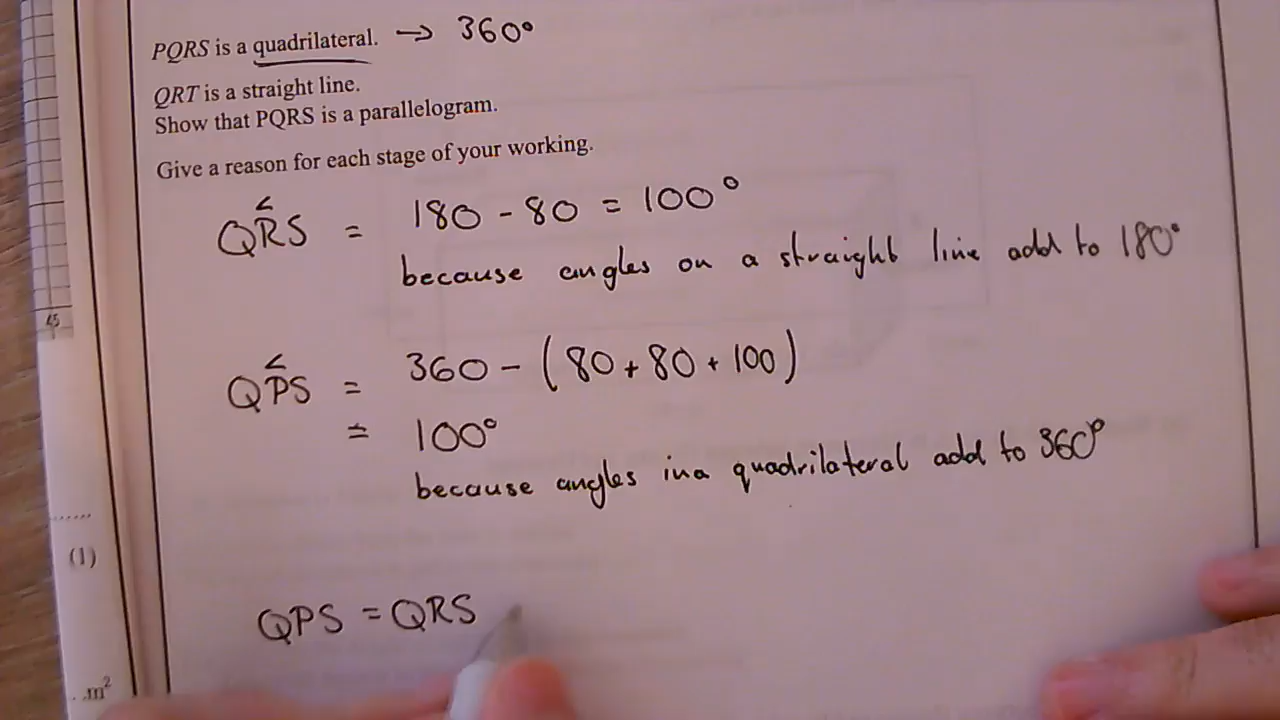 PQRS is a quadrilateral. → 360°
QRT is a straight line.
Show that PQRS is a parallelogram.
Give a reason for each stage of your working.
QRS = 180 - 80 = 100°
because angles on a straight line add to 180°
45
QPS = 360 - (80 + 80 + 100)
= 100°
because angles in a quadrilateral add to 360°
......
(1)
QPS = QRS
..m²